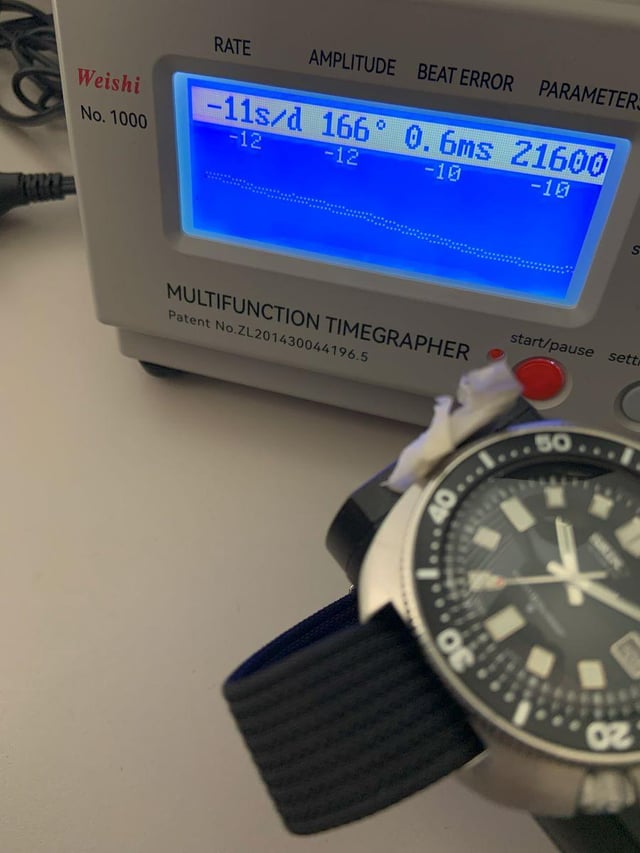 RATE AMPLITUDE BEAT ERROR PARAMETERS
Weishi
No. 1000
-11s/d 166° 0.6ms 21600
-12 -12 -10 -10
MULTIFUNCTION TIMEGRAPHER
Patent No.ZL201430044196.5
start/pause
50
40
30
20